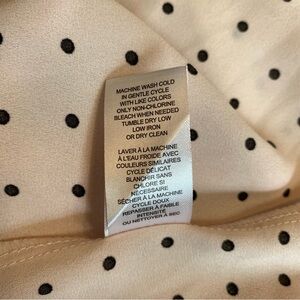 MACHINE WASH COLD
IN GENTLE CYCLE
WITH LIKE COLORS
ONLY NON-CHLORINE
BLEACH WHEN NEEDED
TUMBLE DRY LOW
LOW IRON
OR DRY CLEAN
LAVER À LA MACHINE
À L'EAU FROIDE AVEC
COULEURS SIMILAIRES
CYCLE DÉLICAT
BLANCHIR SANS
CHLORE SI
NÉCESSAIRE
SÉCHER À LA MACHINE
CYCLE DOUX
REPASSER À FAIBLE
INTENSITÉ
OU NETTOYER À SEC